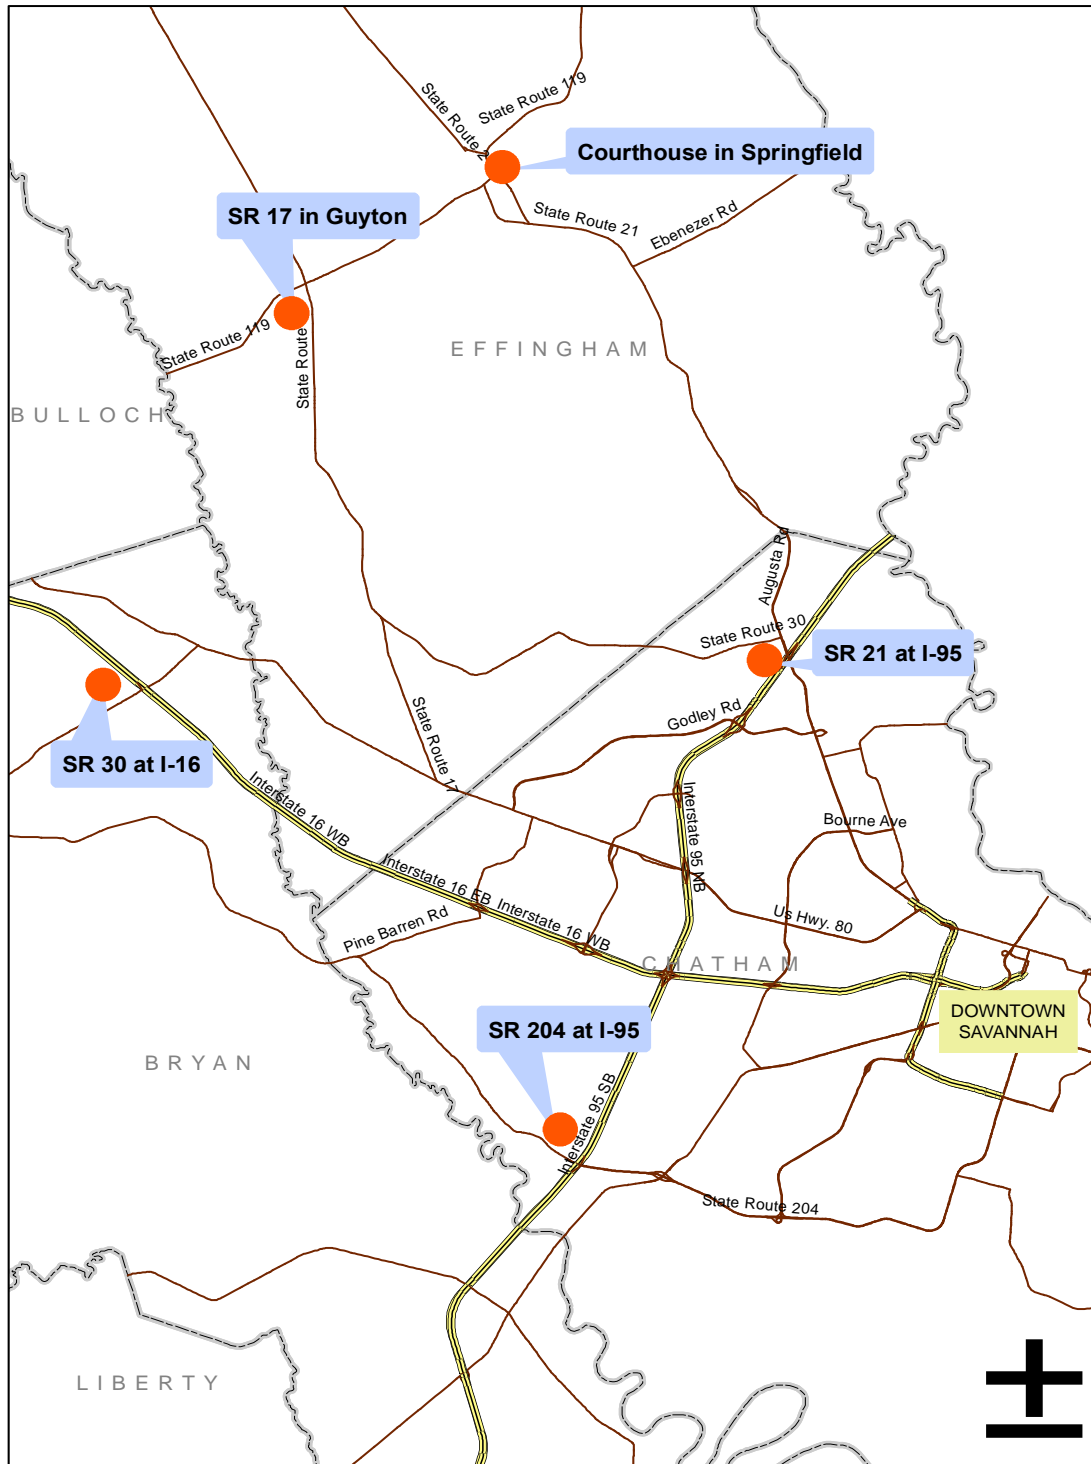 State Route 119
State Route 2
Courthouse in Springfield
SR 17 in Guyton
State Route 21
Ebenezer Rd
State Route 119
State Route
EFFINGHAM
BULLOCH
Augusta Rd
State Route 30
SR 21 at I-95
Godley Rd
State Route 17
SR 30 at I-16
Interstate 16 WB
Interstate 95 NB
Bourne Ave
Interstate 16 EB
Interstate 16 WB
Us Hwy. 80
Pine Barren Rd
CHATHAM
DOWNTOWN
SAVANNAH
SR 204 at I-95
BRYAN
Interstate 95 SB
State Route 204
LIBERTY